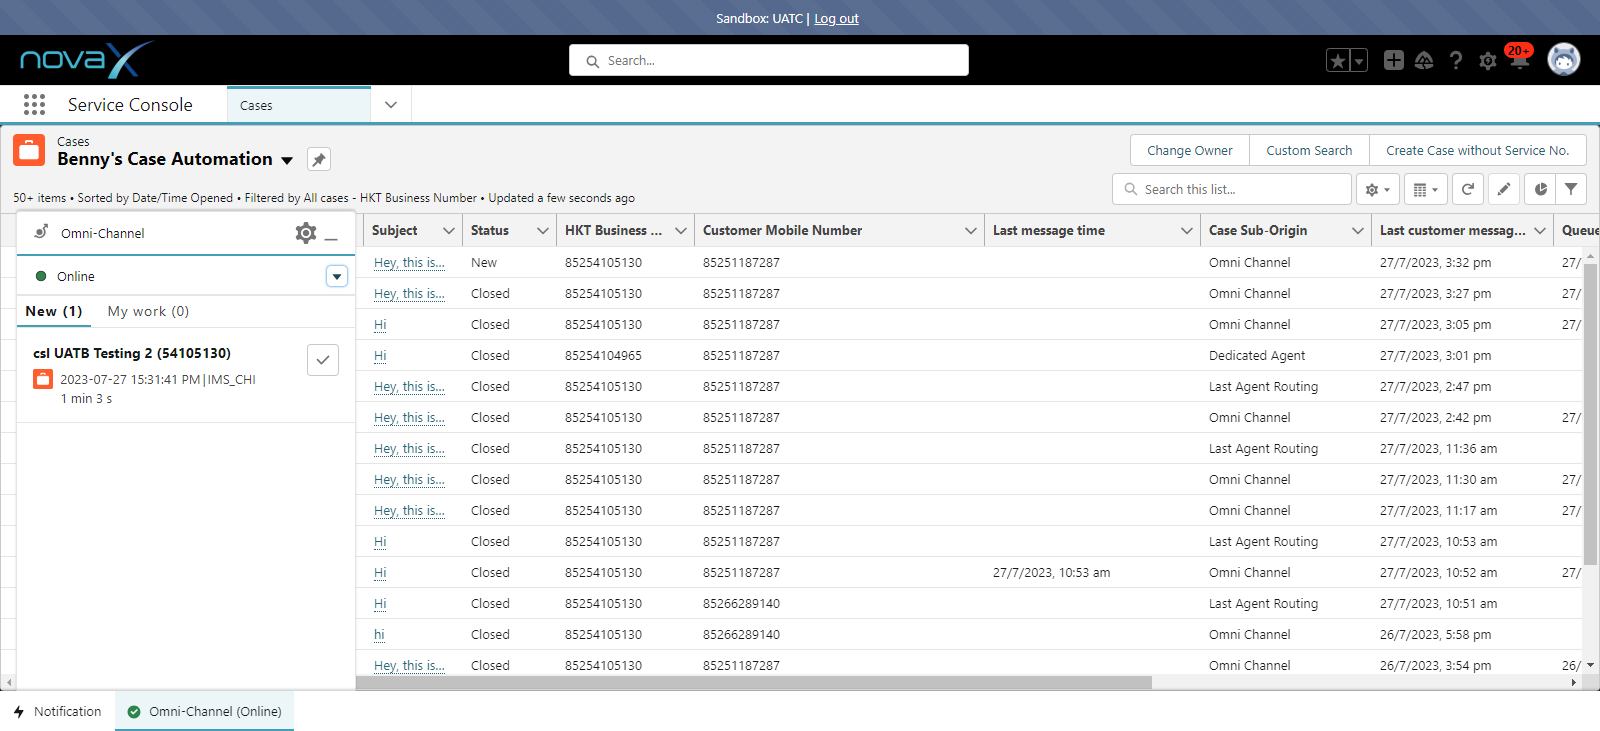 Sandbox: UATC | Log out
novaX
Search...
20+
Service Console
Cases
Cases
Benny's Case Automation
Change Owner
Custom Search
Create Case without Service No.
50+ items • Sorted by Date/Time Opened • Filtered by All cases - HKT Business Number • Updated a few seconds ago
Search this list...
Omni-Channel
Online
New (1) My work (0)
csl UATB Testing 2 (54105130)
2023-07-27 15:31:41 PM|IMS_CHI
1 min 3 s
Subject Status HKT Business ... Customer Mobile Number Last message time Case Sub-Origin Last customer messag... Queue
Hey, this is... New 85254105130 85251187287 Omni Channel 27/7/2023, 3:32 pm 27/
Hey, this is... Closed 85254105130 85251187287 Omni Channel 27/7/2023, 3:27 pm 27/
Hi Closed 85254105130 85251187287 Omni Channel 27/7/2023, 3:05 pm 27/
Hi Closed 85254104965 85251187287 Dedicated Agent 27/7/2023, 3:01 pm
Hey, this is... Closed 85254105130 85251187287 Last Agent Routing 27/7/2023, 2:47 pm
Hey, this is... Closed 85254105130 85251187287 Omni Channel 27/7/2023, 2:42 pm 27/
Hey, this is... Closed 85254105130 85251187287 Last Agent Routing 27/7/2023, 11:36 am
Hey, this is... Closed 85254105130 85251187287 Omni Channel 27/7/2023, 11:30 am 27/
Hey, this is... Closed 85254105130 85251187287 Omni Channel 27/7/2023, 11:17 am 27/
Hi Closed 85254105130 85251187287 Last Agent Routing 27/7/2023, 10:53 am
Hi Closed 85254105130 85251187287 27/7/2023, 10:53 am Omni Channel 27/7/2023, 10:52 am 27/
Hi Closed 85254105130 85266289140 Last Agent Routing 27/7/2023, 10:51 am
hi Closed 85254105130 85266289140 Omni Channel 26/7/2023, 5:58 pm
Hey, this is... Closed 85254105130 85251187287 Omni Channel 26/7/2023, 3:54 pm 26/
Notification
Omni-Channel (Online)